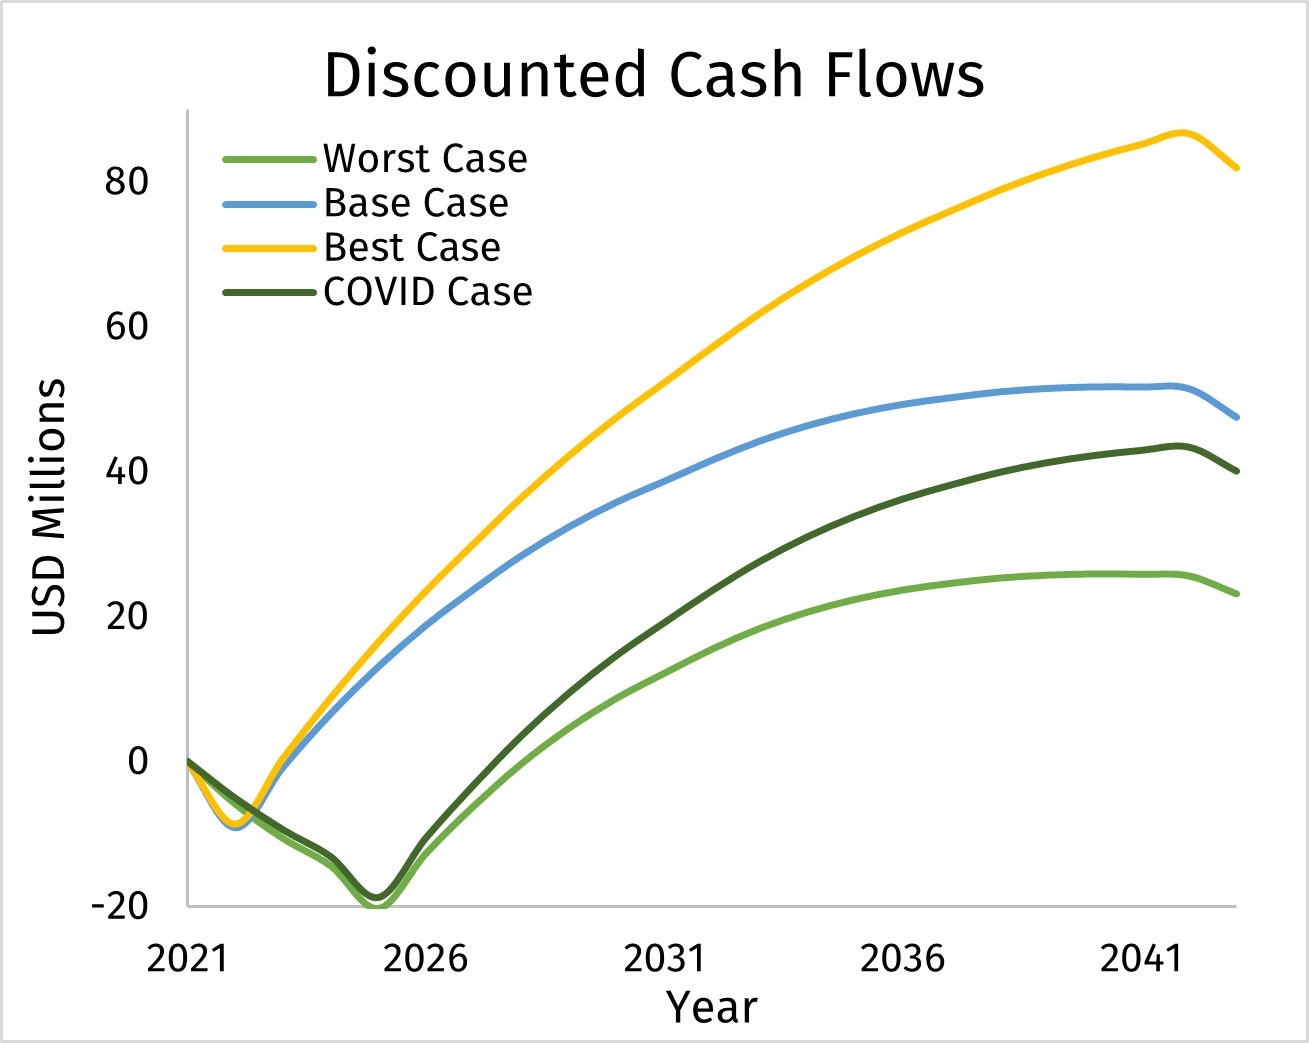 Discounted Cash Flows
Worst Case
Base Case
Best Case
COVID Case
USD Millions
80
60
40
20
0
-20
2021 2026 2031 2036 2041
Year